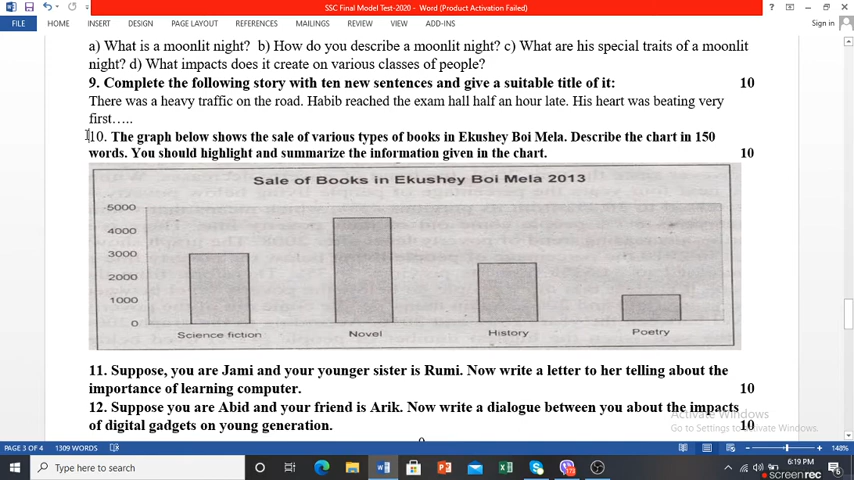 SSC Final Model Test-2020 - Word (Product Activation Failed)
FILE HOME INSERT DESIGN PAGE LAYOUT REFERENCES MAILINGS REVIEW VIEW ADD-INS Sign in
a) What is a moonlit night? b) How do you describe a moonlit night? c) What are his special traits of a moonlit
night? d) What impacts does it create on various classes of people?
9. Complete the following story with ten new sentences and give a suitable title of it: 10
There was a heavy traffic on the road. Habib reached the exam hall half an hour late. His heart was beating very
first…..
10. The graph below shows the sale of various types of books in Ekushey Boi Mela. Describe the chart in 150
words. You should highlight and summarize the information given in the chart. 10
Sale of Books in Ekushey Boi Mela 2013
5000
4000
3000
2000
1000
0
Science fiction Novel History Poetry
11. Suppose, you are Jami and your younger sister is Rumi. Now write a letter to her telling about the
importance of learning computer. 10
12. Suppose you are Abid and your friend is Arik. Now write a dialogue between you about the impacts
of digital gadgets on young generation. 10
Activate Windows
Go to Settings to activate Windows.
PAGE 3 OF 4 1309 WORDS 148%
Type here to search
6:19 PM
screenrec